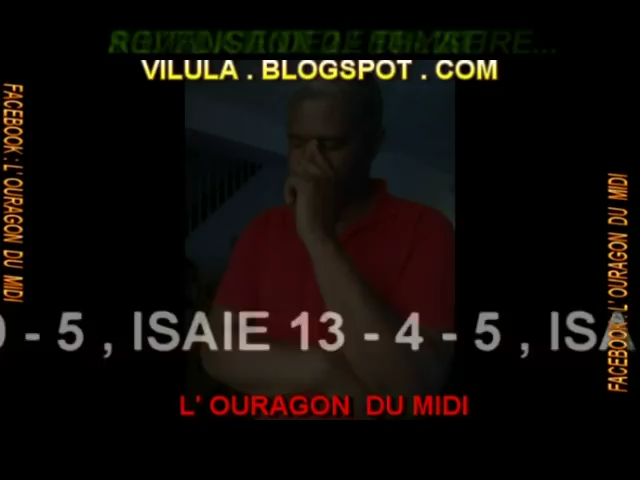 VILULA . BLOGSPOT . COM
FACEBOOK : L' OURAGON DU MIDI
FACEBOOK : L' OURAGON DU MIDI
- 5 , ISAIE 13 - 4 - 5 , ISA
L' OURAGON DU MIDI